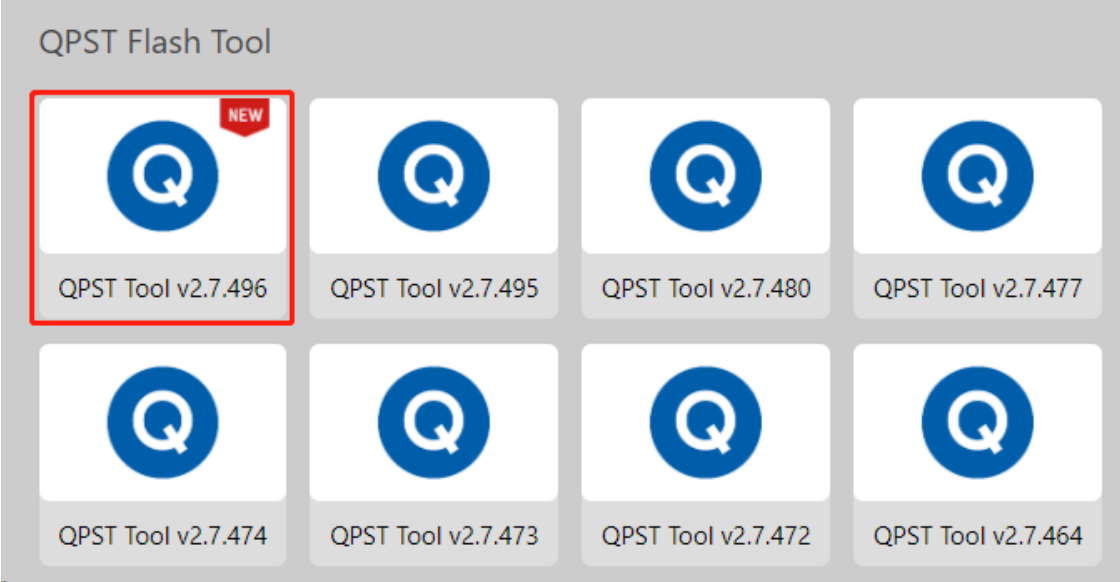 QPST Flash Tool
NEW
QPST Tool v2.7.496
QPST Tool v2.7.495
QPST Tool v2.7.480
QPST Tool v2.7.477
QPST Tool v2.7.474
QPST Tool v2.7.473
QPST Tool v2.7.472
QPST Tool v2.7.464